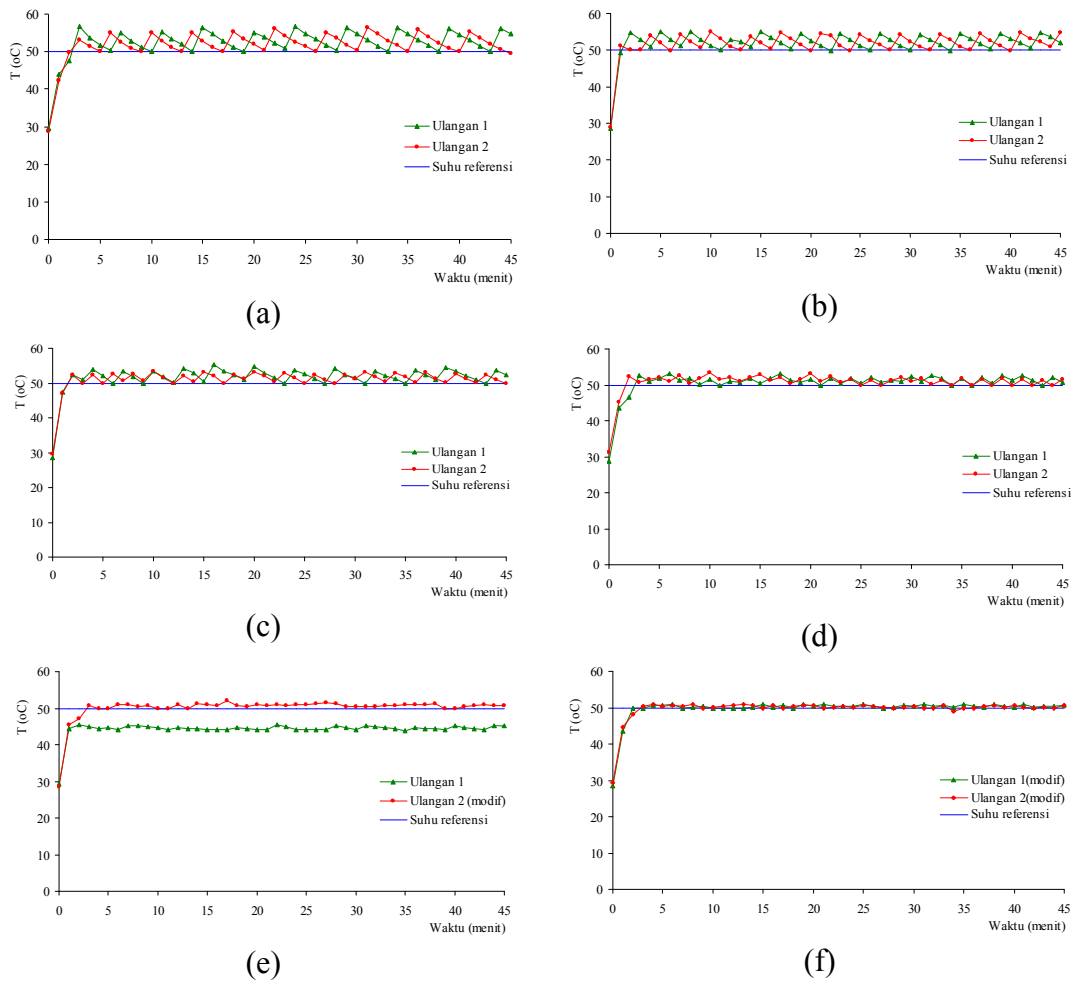 T (oC)
60
50
40
30
20
10
0
0 5 10 15 20 25 30 35 40 45
Waktu (menit)
Ulangan 1
Ulangan 2
Suhu referensi
(a)
T (oC)
60
50
40
30
20
10
0
0 5 10 15 20 25 30 35 40 45
Waktu (menit)
Ulangan 1
Ulangan 2
Suhu referensi
(b)
T (oC)
60
50
40
30
20
10
0
0 5 10 15 20 25 30 35 40 45
Waktu (menit)
Ulangan 1
Ulangan 2
Suhu referensi
(c)
T (oC)
60
50
40
30
20
10
0
0 5 10 15 20 25 30 35 40 45
Waktu (menit)
Ulangan 1
Ulangan 2
Suhu referensi
(d)
T (oC)
60
50
40
30
20
10
0
0 5 10 15 20 25 30 35 40 45
Waktu (menit)
Ulangan 1
Ulangan 2 (modif)
Suhu referensi
(e)
T (oC)
60
50
40
30
20
10
0
0 5 10 15 20 25 30 35 40 45
Waktu (menit)
Ulangan 1(modif)
Ulangan 2(modif)
Suhu referensi
(f)